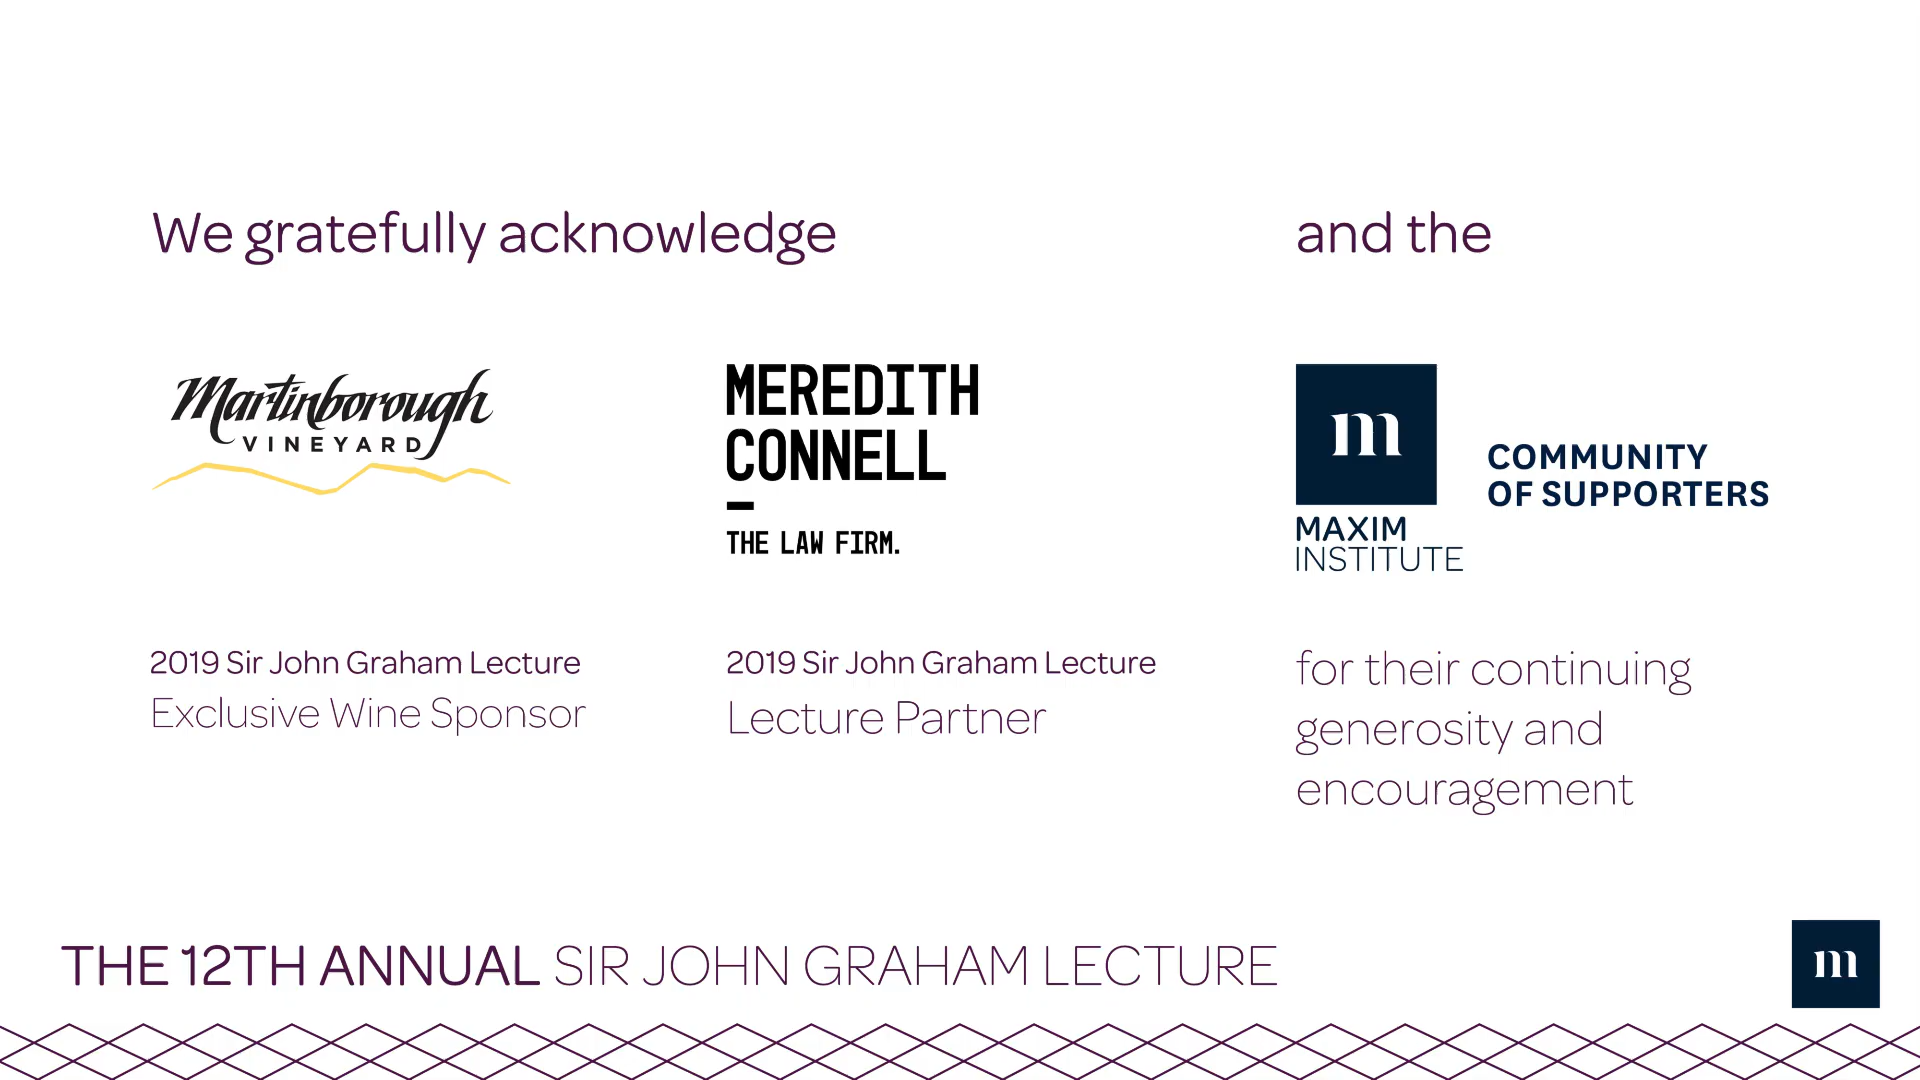 We gratefully acknowledge
and the
Martinborough
VINEYARD
MEREDITH
CONNELL
THE LAW FIRM.
m
MAXIM
INSTITUTE
COMMUNITY
OF SUPPORTERS
2019 Sir John Graham Lecture
Exclusive Wine Sponsor
2019 Sir John Graham Lecture
Lecture Partner
for their continuing
generosity and
encouragement
THE 12TH ANNUAL SIR JOHN GRAHAM LECTURE
m